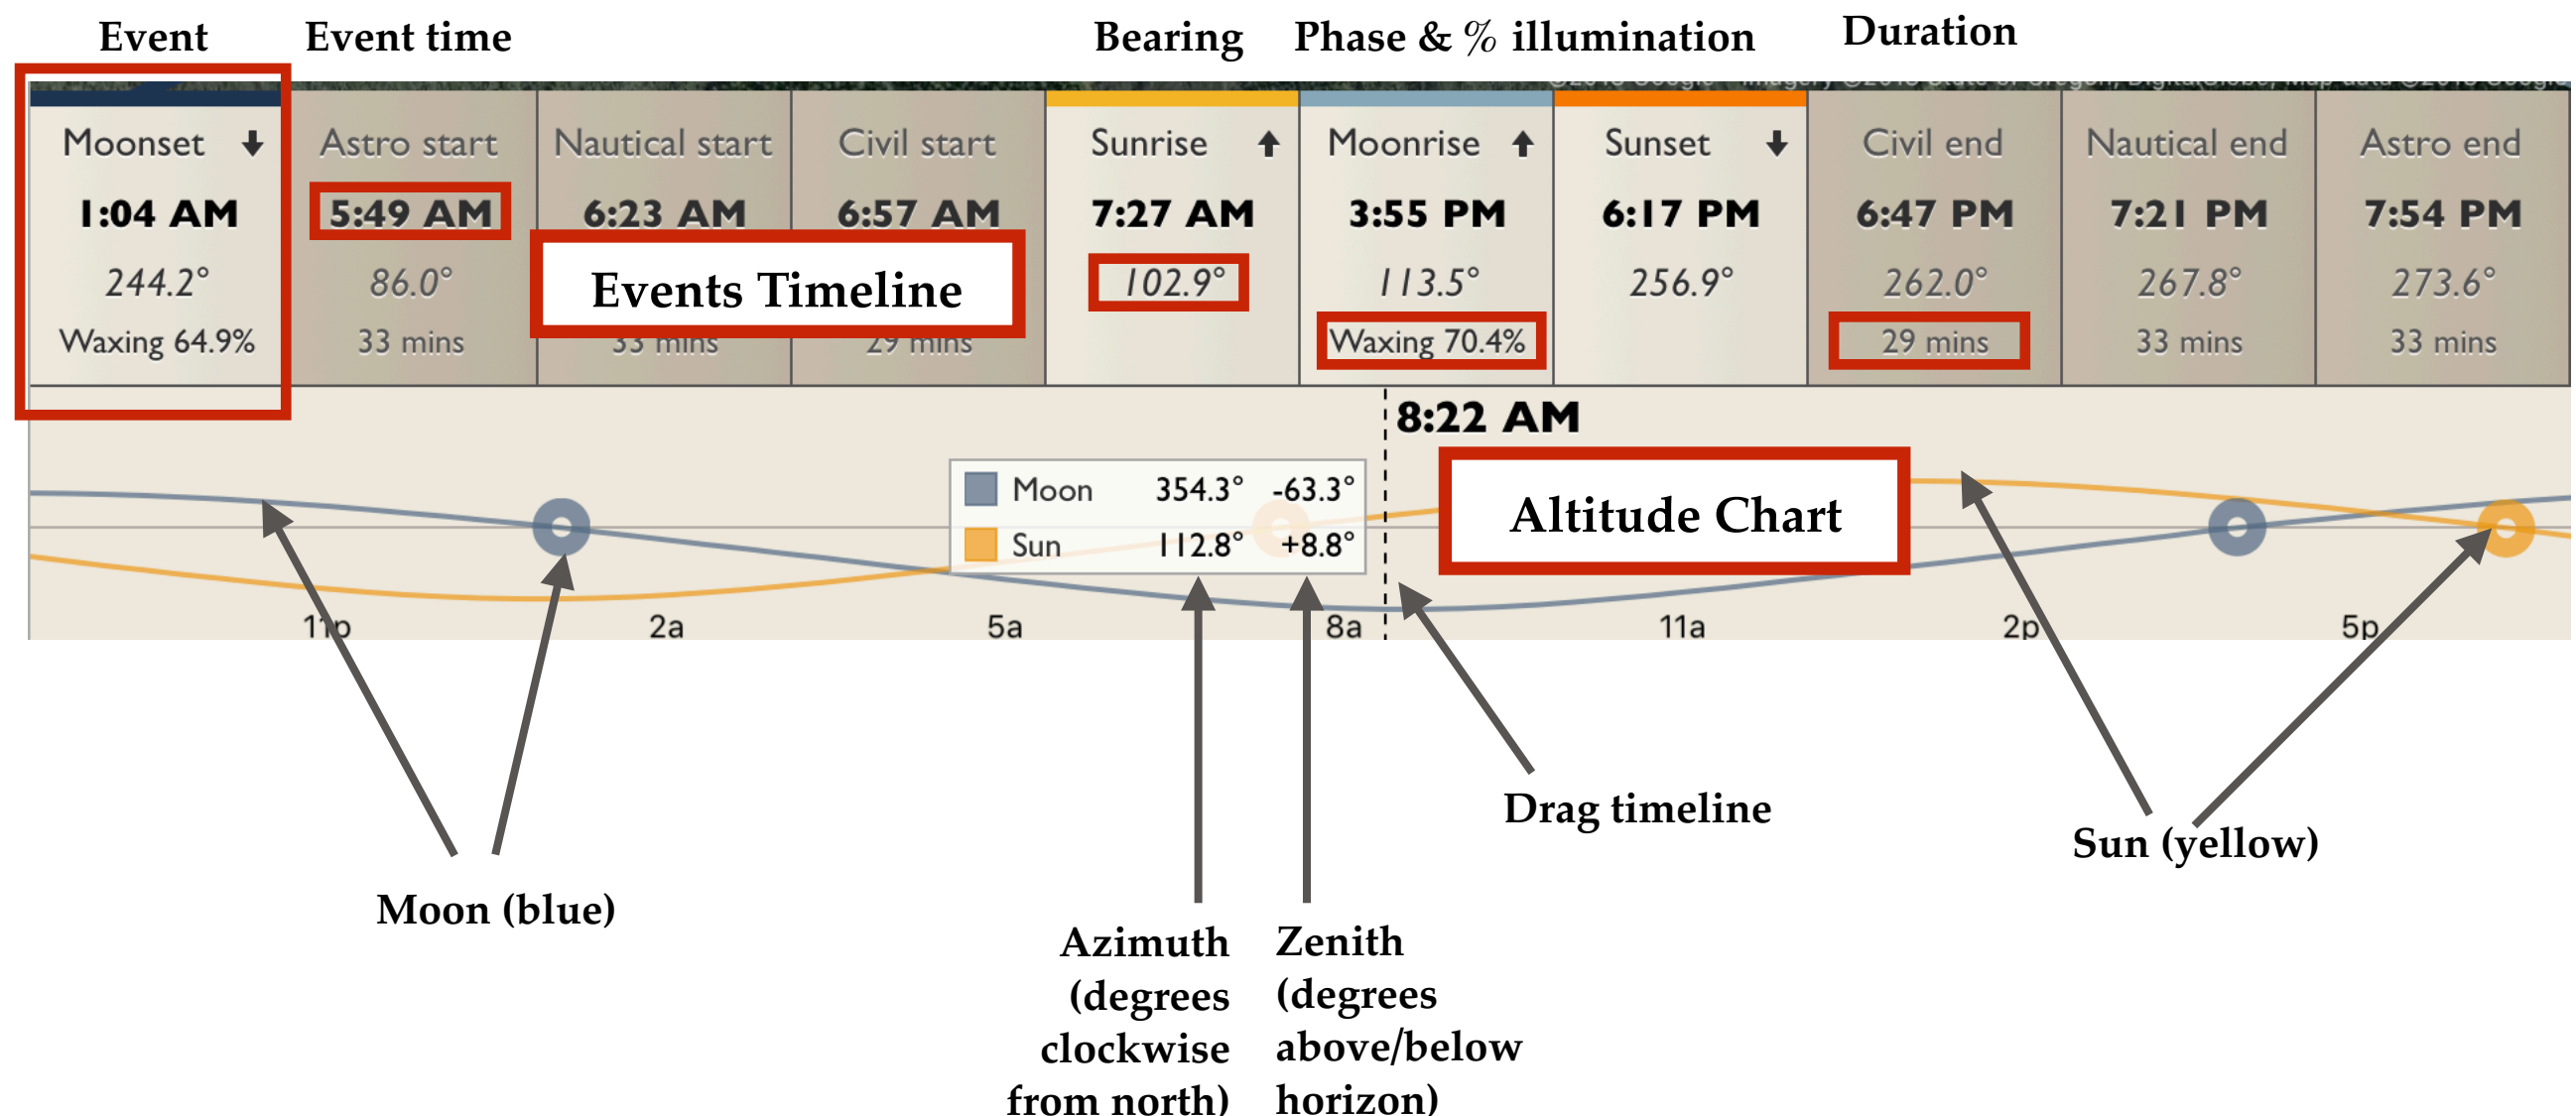 Event Event time Bearing Phase & % illumination Duration
Moonset Astro start Nautical start Civil start Sunrise Moonrise Sunset Civil end Nautical end Astro end
1:04 AM 5:49 AM 6:23 AM 6:57 AM 7:27 AM 3:55 PM 6:17 PM 6:47 PM 7:21 PM 7:54 PM
244.2° 86.0° Events Timeline 102.9° 113.5° 256.9° 262.0° 267.8° 273.6°
Waxing 64.9% 33 mins 33 mins 29 mins Waxing 70.4% 29 mins 33 mins 33 mins
8:22 AM
Moon 354.3° -63.3°
Altitude Chart
Sun 112.8° +8.8°
11p 2a 5a 8a 11a 2p 5p
Drag timeline
Sun (yellow)
Moon (blue)
Azimuth
(degrees
clockwise
from north)
Zenith
(degrees
above/below
horizon)